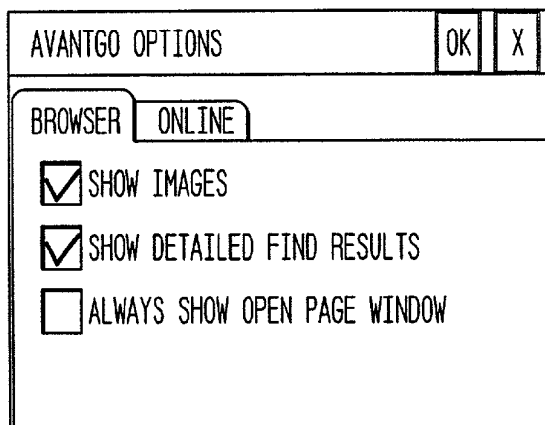 AVANTGO OPTIONS OK X
BROWSER ONLINE
SHOW IMAGES
SHOW DETAILED FIND RESULTS
ALWAYS SHOW OPEN PAGE WINDOW